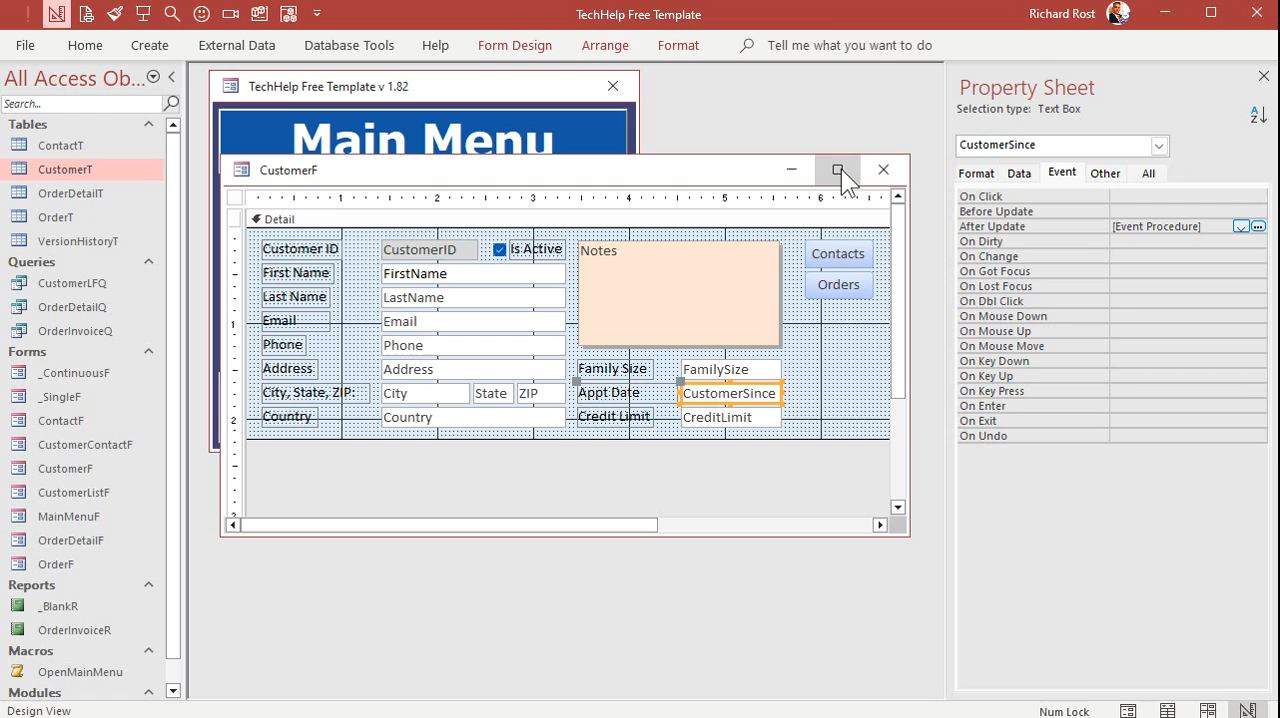 TechHelp Free Template
Richard Rost
File Home Create External Data Database Tools Help Form Design Arrange Format Tell me what you want to do
All Access Ob...
Search...
Tables
ContactT
CustomerT
OrderDetailT
OrderT
VersionHistoryT
Queries
CustomerLFQ
OrderDetailQ
OrderInvoiceQ
Forms
_ContinuousF
_SingleF
ContactF
CustomerContactF
CustomerF
CustomerListF
MainMenuF
OrderDetailF
OrderF
Reports
_BlankR
OrderInvoiceR
Macros
OpenMainMenu
Modules
TechHelp Free Template v 1.82
Main Menu
CustomerF
1 2 3 4 5 6
Detail
Customer ID CustomerID Is Active Notes Contacts
First Name FirstName Orders
Last Name LastName
Email Email
1
Phone Phone
Address Address Family Size FamilySize
City, State, ZIP: City State ZIP Appt Date CustomerSince
Country Country Credit Limit CreditLimit
2
Property Sheet
Selection type: Text Box
CustomerSince
Format Data Event Other All
On Click
Before Update
After Update [Event Procedure]
On Dirty
On Change
On Got Focus
On Lost Focus
On Dbl Click
On Mouse Down
On Mouse Up
On Mouse Move
On Key Down
On Key Up
On Key Press
On Enter
On Exit
On Undo
Design View
Num Lock